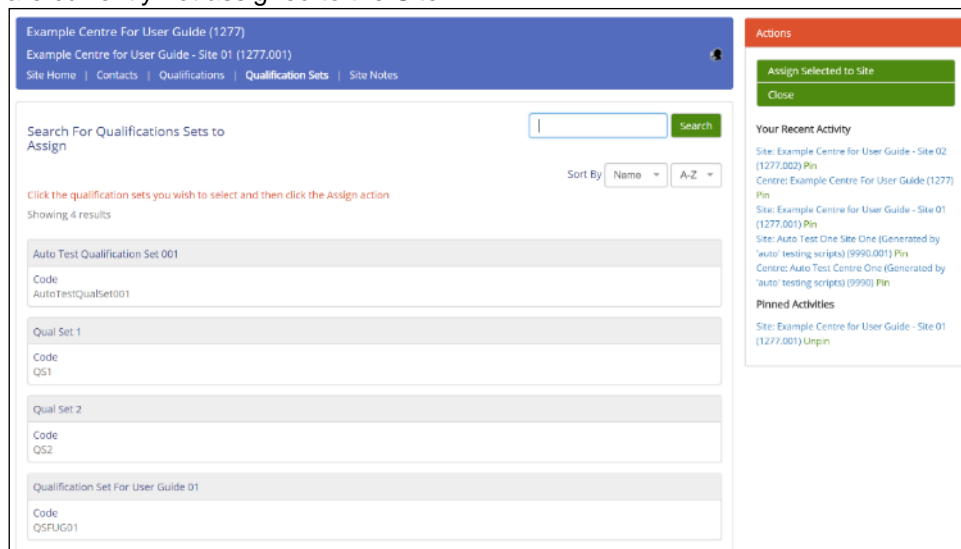 are currently not assigned to the Site
Example Centre For User Guide (1277)
Example Centre for User Guide - Site 01 (1277.001)
Site Home | Contacts | Qualifications | Qualification Sets | Site Notes
Search For Qualifications Sets to
Assign
Search
Sort By Name A-Z
Click the qualification sets you wish to select and then click the Assign action
Showing 4 results
Auto Test Qualification Set 001
Code
AutoTestQualSet001
Qual Set 1
Code
QS1
Qual Set 2
Code
QS2
Qualification Set For User Guide 01
Code
QSFUG01
Actions
Assign Selected to Site
Close
Your Recent Activity
Site: Example Centre for User Guide - Site 02
(1277.002) Pin
Centre: Example Centre For User Guide (1277)
Pin
Site: Example Centre for User Guide - Site 01
(1277.001) Pin
Site: Auto Test One Site One (Generated by
'auto' testing scripts) (9990.001) Pin
Centre: Auto Test Centre One (Generated by
'auto' testing scripts) (9990) Pin
Pinned Activities
Site: Example Centre for User Guide - Site 01
(1277.001) Unpin